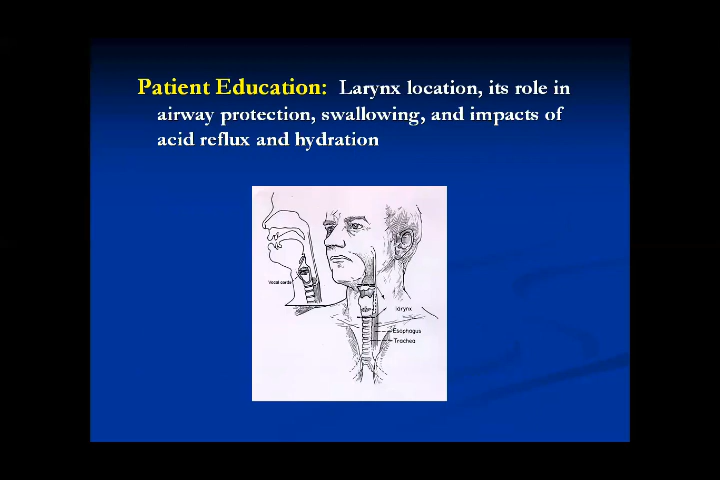 Patient Education: Larynx location, its role in
airway protection, swallowing, and impacts of
acid reflux and hydration
Vocal cords
larynx
Esophagus
Trachea